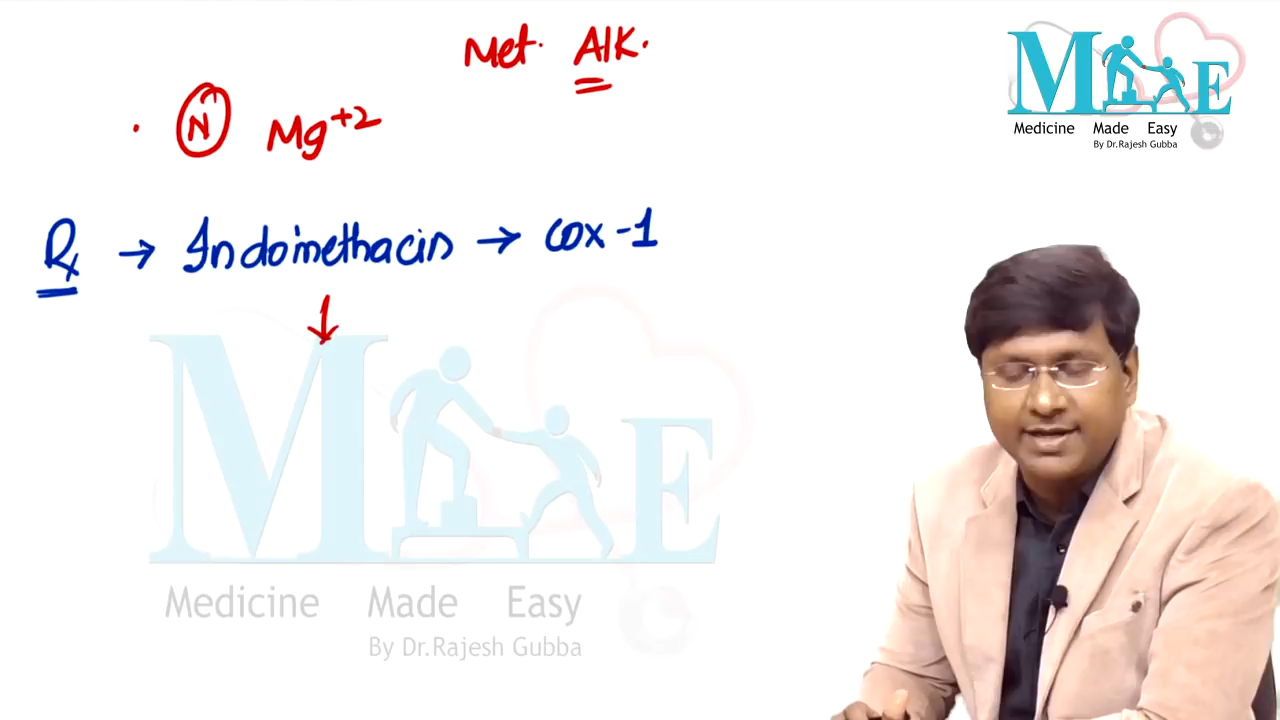 Met. Alk.
N Mg+2
Rx → Indomethacin → cox-1
↓
M E
Medicine Made Easy
By Dr.Rajesh Gubba
M E
Medicine Made Easy
By Dr.Rajesh Gubba